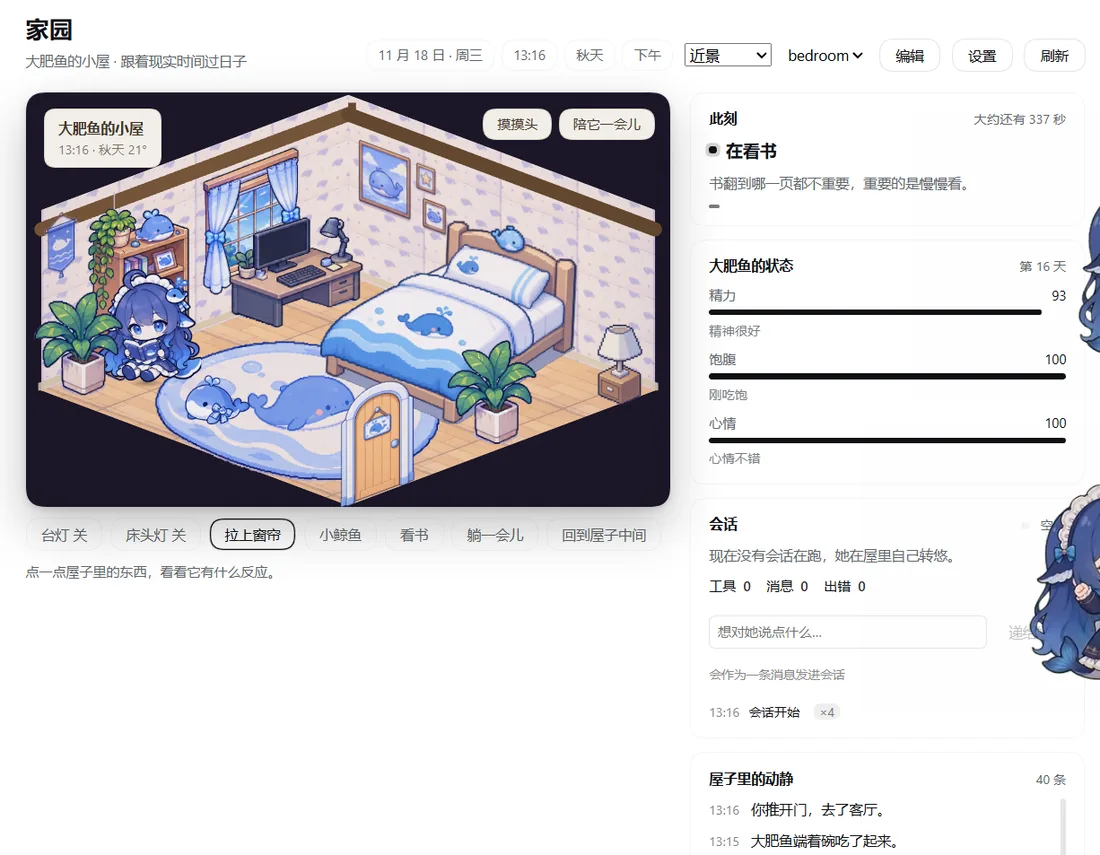 家园
大肥鱼的小屋 · 跟着现实时间过日子
11 月 18 日 · 周三
13:16
秋天
下午
近景
bedroom
编辑
设置
刷新
大肥鱼的小屋
13:16 · 秋天 21°
摸摸头
陪它一会儿
台灯 关
床头灯 关
拉上窗帘
小鲸鱼
看书
躺一会儿
回到屋子中间
点一点屋子里的东西，看看它有什么反应。
此刻
大约还有 337 秒
在看书
书翻到哪一页都不重要，重要的是慢慢看。
大肥鱼的状态
第 16 天
精力
93
精神很好
饱腹
100
刚吃饱
心情
100
心情不错
会话
空
现在没有会话在跑，她在屋里自己转悠。
工具 0 消息 0 出错 0
想对她说点什么...
递给
会作为一条消息发进会话
13:16 会话开始 ×4
屋子里的动静
40 条
13:16 你推开门，去了客厅。
13:15 大肥鱼端着碗吃了起来。